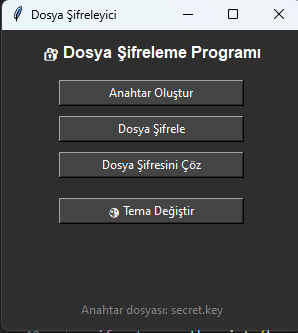 Dosya Şifreleyici
Dosya Şifreleme Programı
Anahtar Oluştur
Dosya Şifrele
Dosya Şifresini Çöz
Tema Değiştir
Anahtar dosyası: secret.key